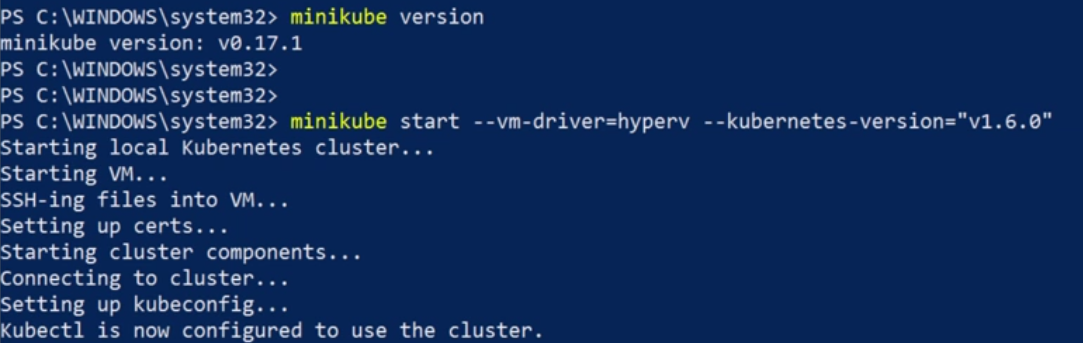 PS C:\WINDOWS\system32> minikube version
minikube version: v0.17.1
PS C:\WINDOWS\system32>
PS C:\WINDOWS\system32>
PS C:\WINDOWS\system32> minikube start --vm-driver=hyperv --kubernetes-version="v1.6.0"
Starting local Kubernetes cluster...
Starting VM...
SSH-ing files into VM...
Setting up certs...
Starting cluster components...
Connecting to cluster...
Setting up kubeconfig...
Kubectl is now configured to use the cluster.